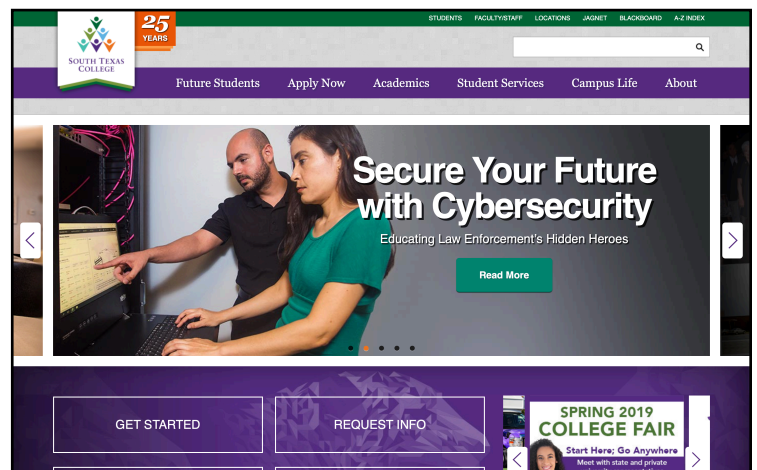 STUDENTS FACULTY/STAFF LOCATIONS JAGNET BLACKBOARD A-Z INDEX
25
YEARS
SOUTH TEXAS
COLLEGE
Future Students Apply Now Academics Student Services Campus Life About
Secure Your Future
with Cybersecurity
Educating Law Enforcement's Hidden Heroes
Read More
GET STARTED
REQUEST INFO
SPRING 2019
COLLEGE FAIR
Start Here; Go Anywhere
Meet with state and private